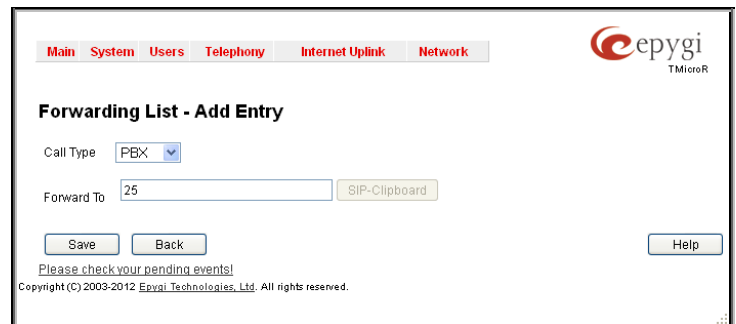 Main System Users Telephony Internet Uplink Network
epygi
TMicroR
Forwarding List - Add Entry
Call Type PBX
Forward To 25 SIP-Clipboard
Save Back Help
Please check your pending events!
Copyright (C) 2003-2012 Epygi Technologies, Ltd. All rights reserved.